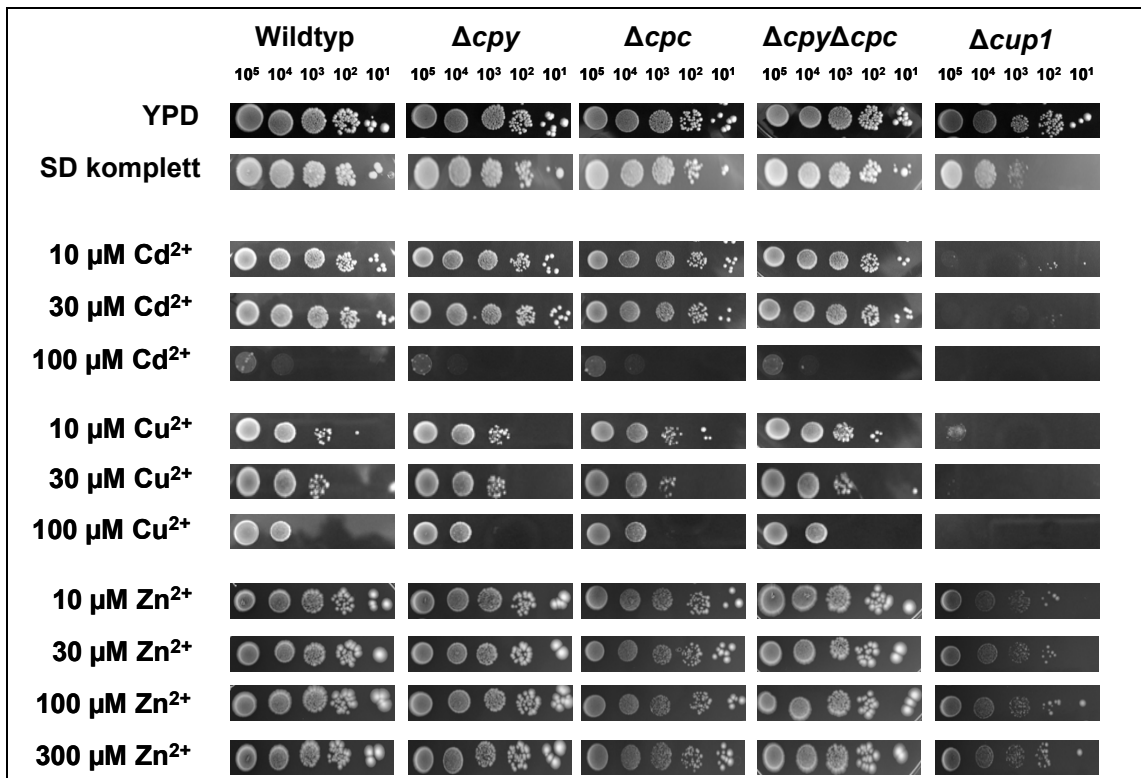 Wildtyp Δcpy Δcpc ΔcpyΔcpc Δcup1
10⁵ 10⁴ 10³ 10² 10¹ 10⁵ 10⁴ 10³ 10² 10¹ 10⁵ 10⁴ 10³ 10² 10¹ 10⁵ 10⁴ 10³ 10² 10¹ 10⁵ 10⁴ 10³ 10² 10¹
YPD
SD komplett
10 µM Cd²⁺
30 µM Cd²⁺
100 µM Cd²⁺
10 µM Cu²⁺
30 µM Cu²⁺
100 µM Cu²⁺
10 µM Zn²⁺
30 µM Zn²⁺
100 µM Zn²⁺
300 µM Zn²⁺